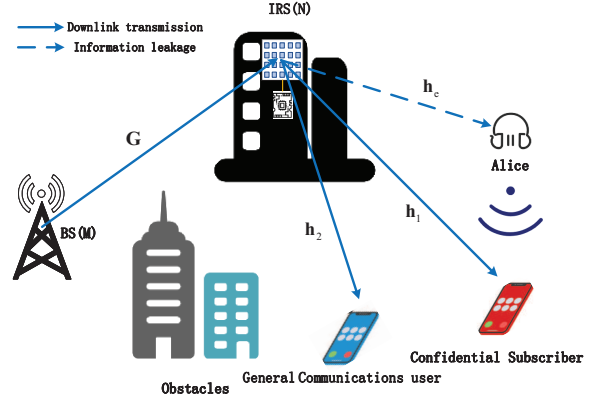 IRS(N)
Downlink transmission
Information leakage
h_e
G
Alice
BS(M)
h_1
h_2
Confidential Subscriber
General Communications user
Obstacles